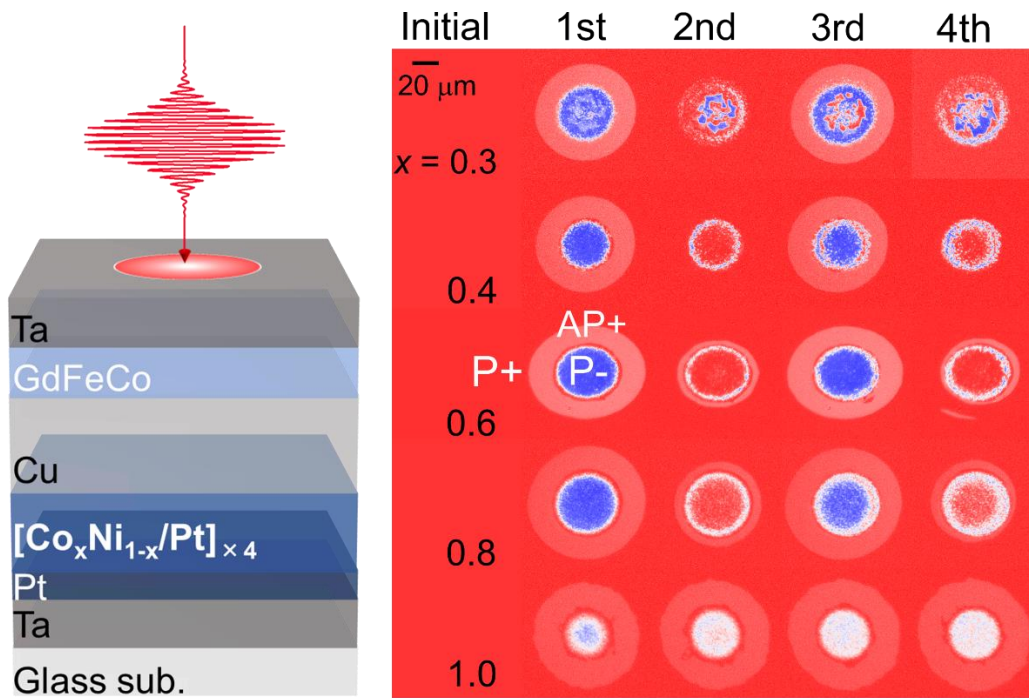 Initial 1st 2nd 3rd 4th
20 μm
x = 0.3
0.4
AP+
P+ P-
0.6
0.8
1.0
Ta
GdFeCo
Cu
[CoxNi1-x/Pt] × 4
Pt
Ta
Glass sub.